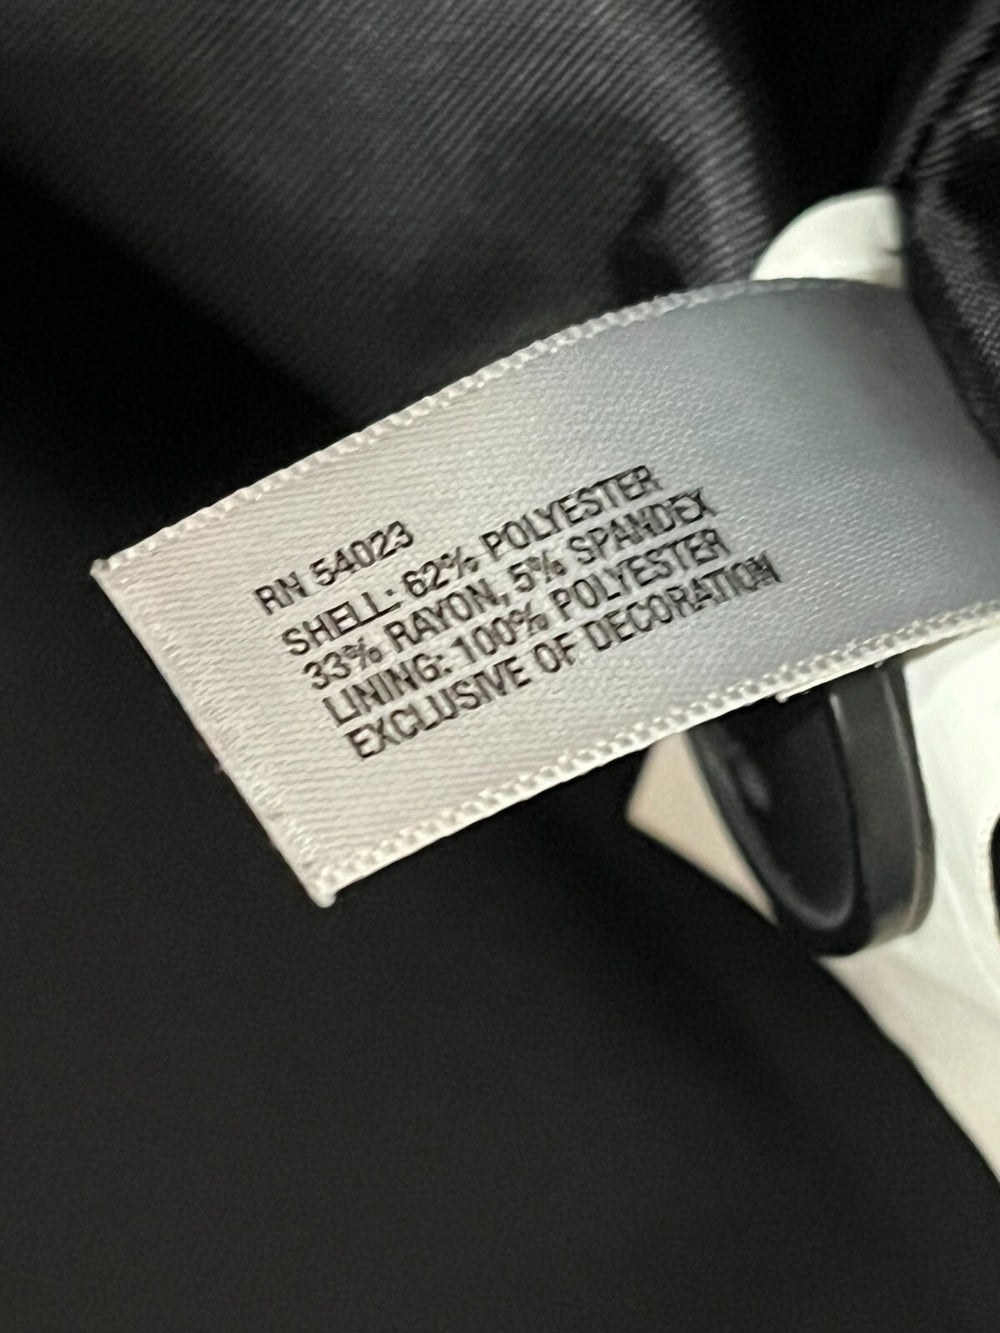 RN 54023
SHELL: 62% POLYESTER
33% RAYON, 5% SPANDEX
LINING: 100% POLYESTER
EXCLUSIVE OF DECORATION